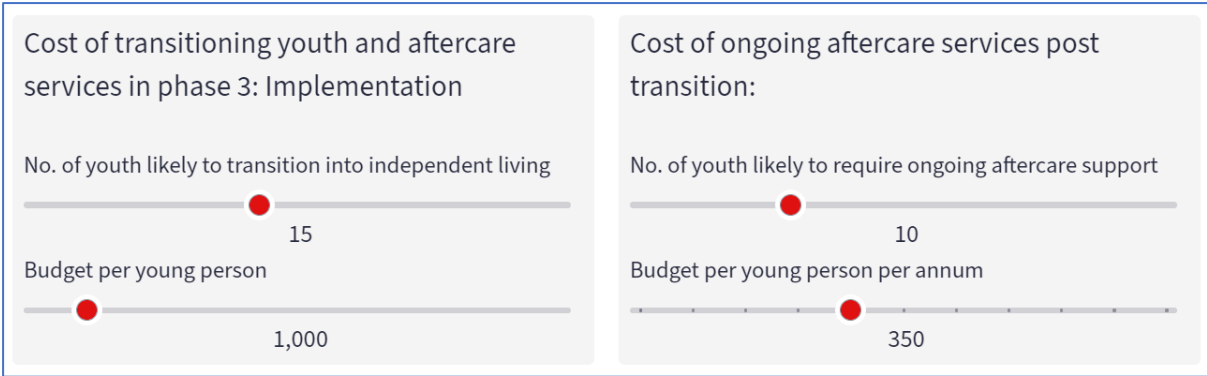 Cost of transitioning youth and aftercare
services in phase 3: Implementation
No. of youth likely to transition into independent living
15
Budget per young person
1,000
Cost of ongoing aftercare services post
transition:
No. of youth likely to require ongoing aftercare support
10
Budget per young person per annum
350